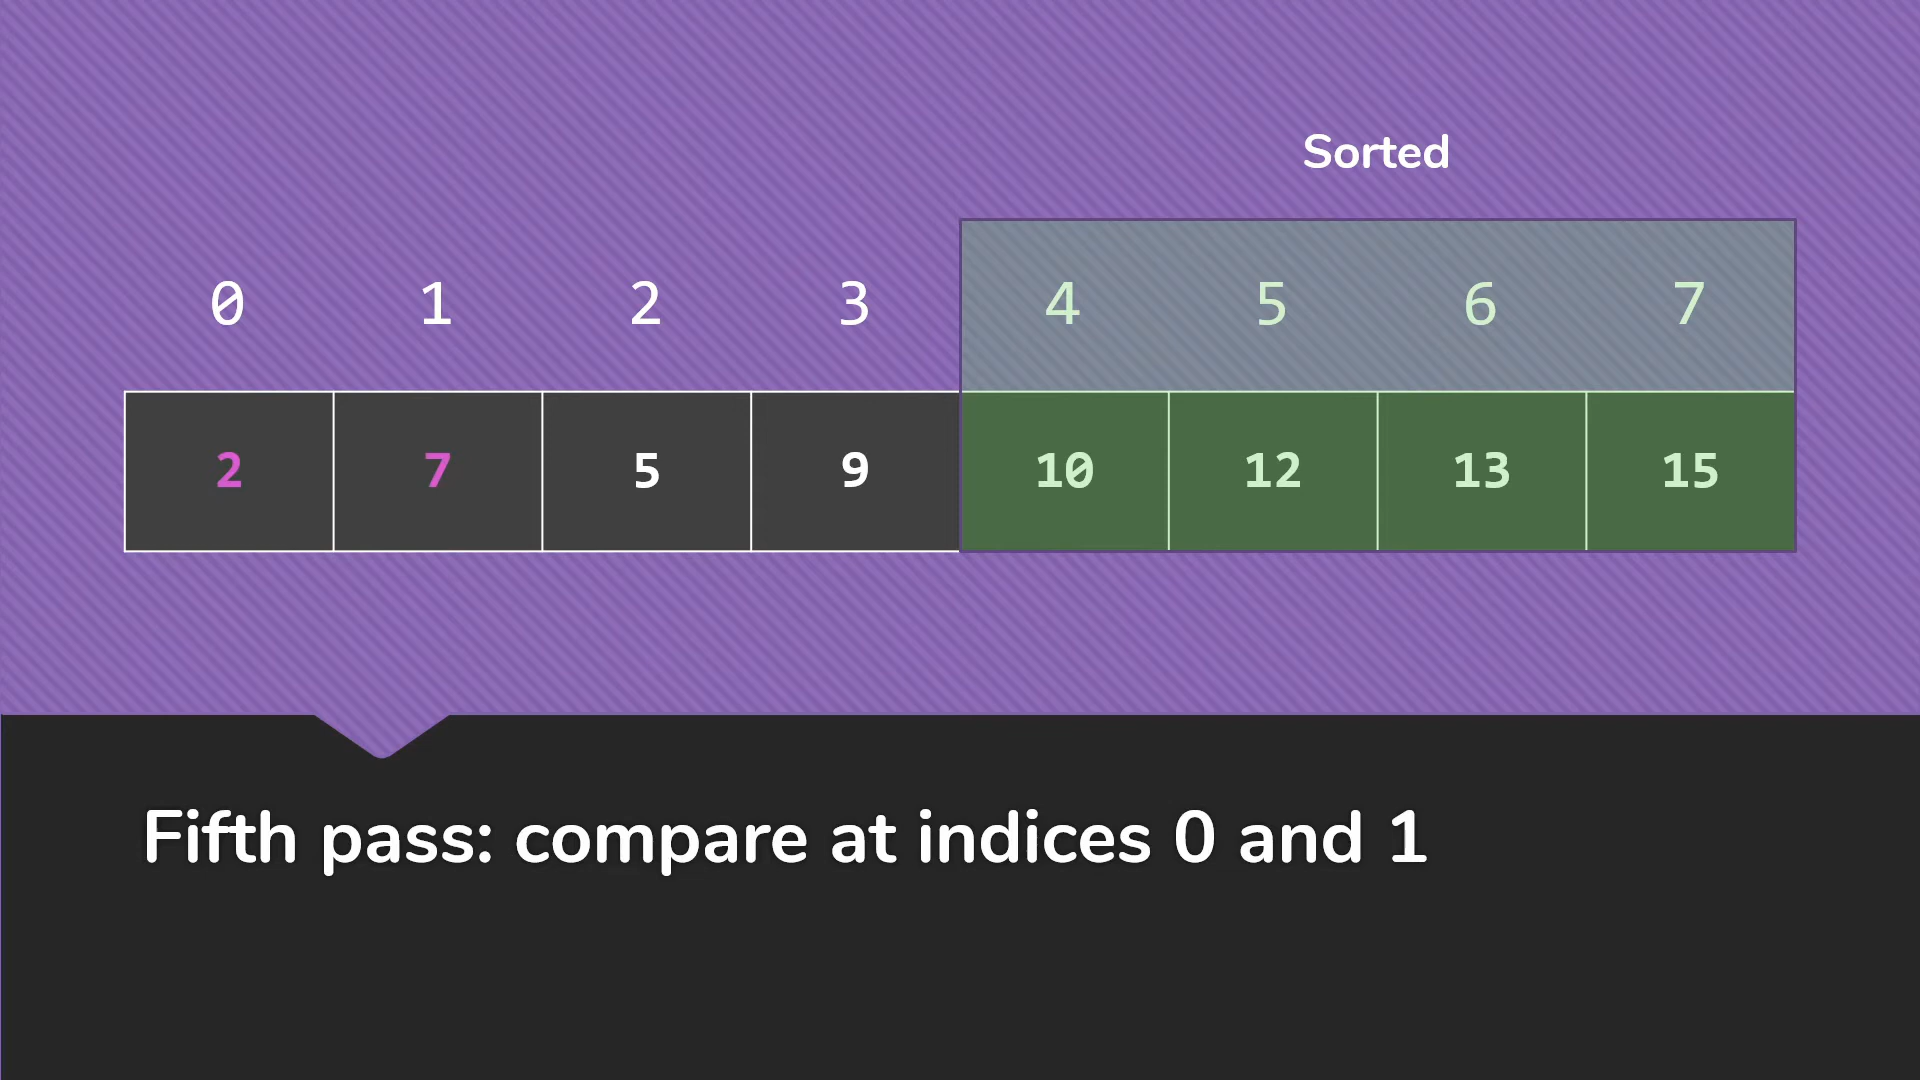 Sorted
0 1 2 3 4 5 6 7
2 7 5 9 10 12 13 15
Fifth pass: compare at indices 0 and 1